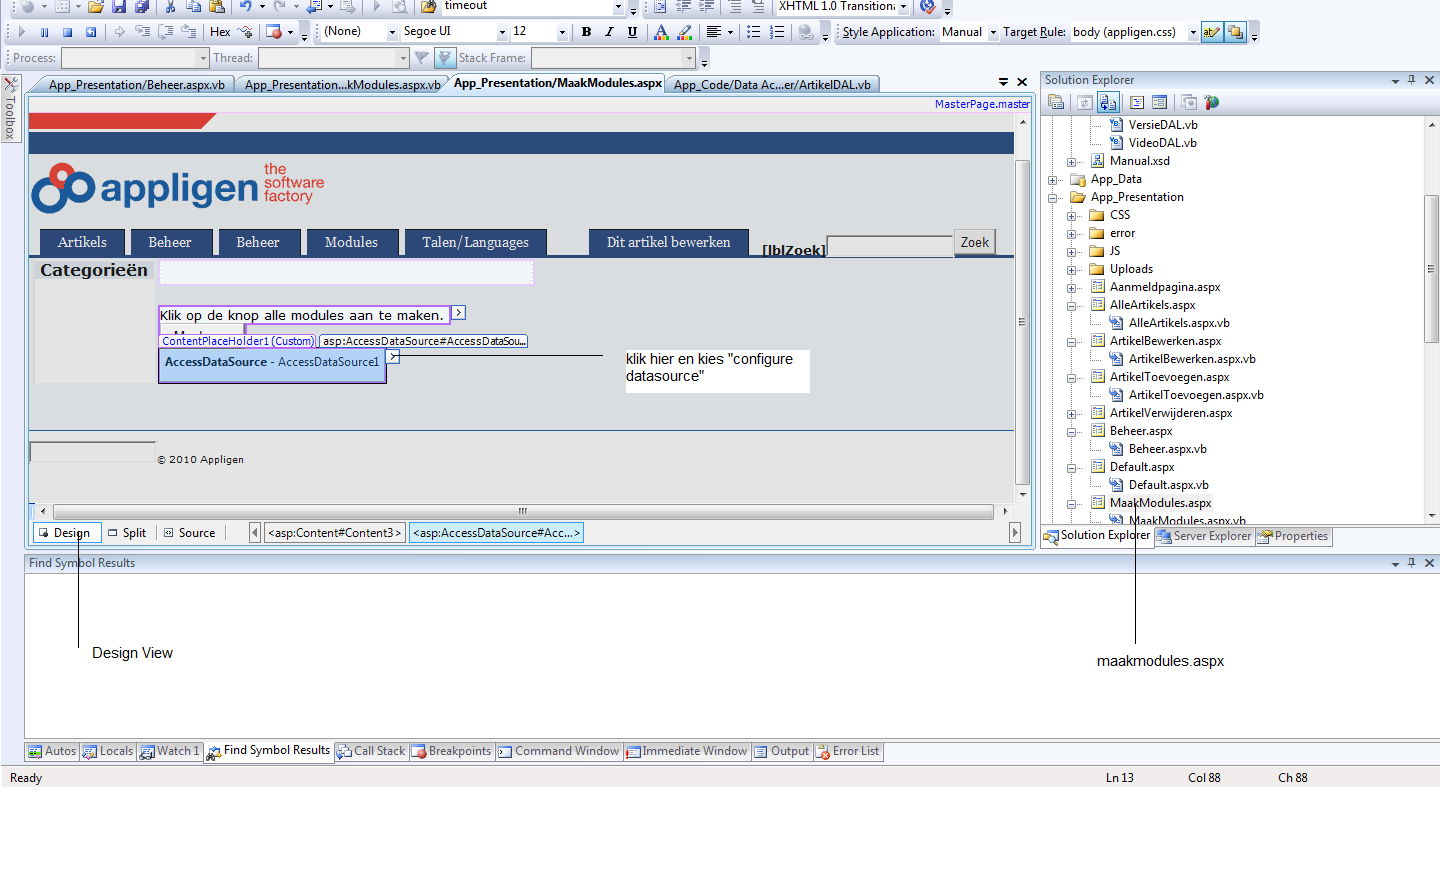 timeout
XHTML 1.0 Transition
Hex
(None)
Segoe UI
12
B I U
Style Application: Manual
Target Rule: body (appligen.css)
Process:
Thread:
Stack Frame:
Toolbox
App_Presentation/Beheer.aspx.vb
App_Presentation...kModules.aspx.vb
App_Presentation/MaakModules.aspx
App_Code/Data Ac...er/ArtikelDAL.vb
MasterPage.master
appligen
the
software
factory
Artikels
Beheer
Beheer
Modules
Talen/Languages
Dit artikel bewerken
[lblZoek]
Zoek
Categorieën
Klik op de knop alle modules aan te maken.
ContentPlaceHolder1 (Custom)
asp:AccessDataSource#AccessDataSou...
AccessDataSource - AccessDataSource1
klik hier en kies "configure
datasource"
© 2010 Appligen
Design
Split
Source
<asp:Content#Content3>
<asp:AccessDataSource#Acc...>
Solution Explorer
VersieDAL.vb
VideoDAL.vb
Manual.xsd
App_Data
App_Presentation
CSS
error
JS
Uploads
Aanmeldpagina.aspx
AlleArtikels.aspx
AlleArtikels.aspx.vb
ArtikelBewerken.aspx
ArtikelBewerken.aspx.vb
ArtikelToevoegen.aspx
ArtikelToevoegen.aspx.vb
ArtikelVerwijderen.aspx
Beheer.aspx
Beheer.aspx.vb
Default.aspx
Default.aspx.vb
MaakModules.aspx
MaakModules.aspx.vb
Solution Explorer
Server Explorer
Properties
Find Symbol Results
Design View
maakmodules.aspx
Autos
Locals
Watch 1
Find Symbol Results
Call Stack
Breakpoints
Command Window
Immediate Window
Output
Error List
Ready
Ln 13
Col 88
Ch 88